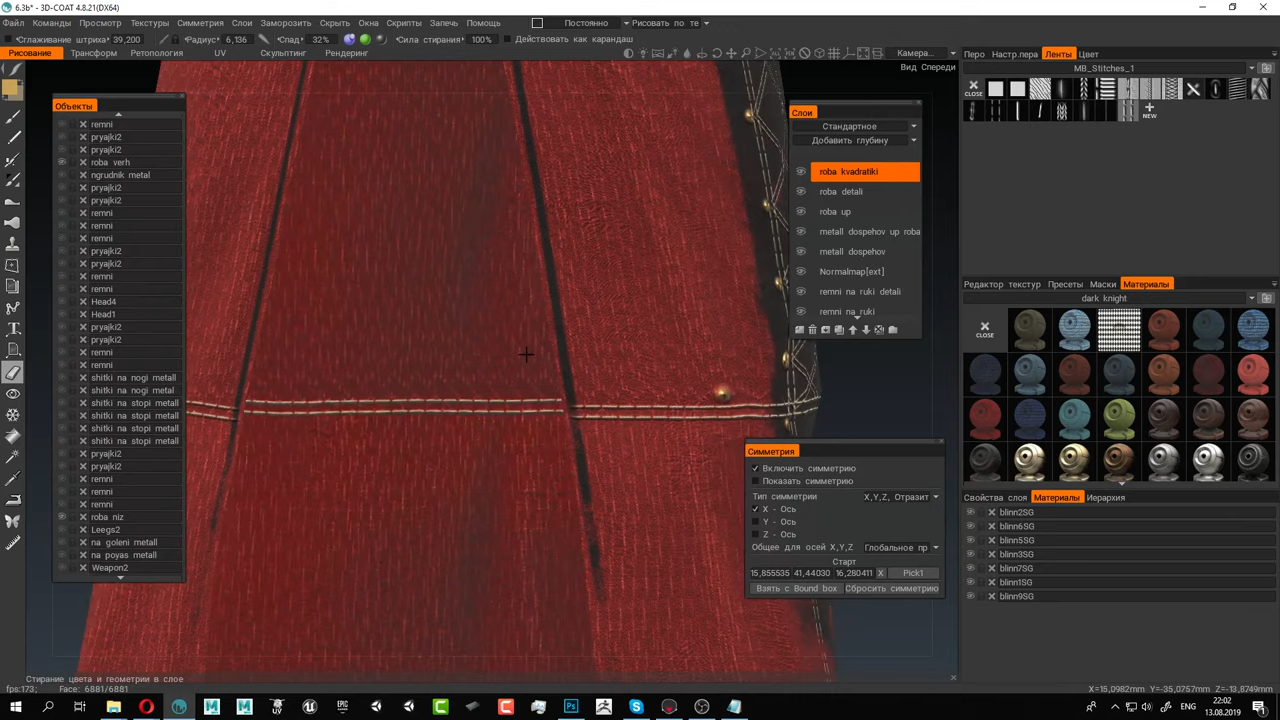 6.3b* - 3D-COAT 4.8.21(DX64)
Файл Команды Просмотр Текстуры Симметрия Слои Заморозить Скрыть Окна Скрипты Запечь Помощь Постоянно Рисовать по те
Сглаживание штриха 39,200 Радиус 6,136 Спад 32% Сила стирания 100% Действовать как карандаш
Рисование Трансформ Ретопология UV Скульптинг Рендеринг Камера...
Вид Спереди
Объекты
remni
pryajki2
pryajki2
roba verh
ngrudnik metal
pryajki2
pryajki2
remni
remni
remni
pryajki2
pryajki2
remni
remni
Head4
Head1
pryajki2
pryajki2
remni
remni
shitki na nogi metall
shitki na nogi metal
shitki na stopi metall
shitki na stopi metall
shitki na stopi metall
shitki na stopi metall
pryajki2
pryajki2
remni
remni
remni
roba niz
Leegs2
na goleni metall
na poyas metall
Weapon2
Слои
Стандартное
Добавить глубину
roba kvadratiki
roba detali
roba up
metall dospehov up roba
metall dospehov
Normalmap[ext]
remni na ruki detali
remni na ruki
Симметрия
Включить симметрию
Показать симметрию
Тип симметрии X,Y,Z, Отразит
X - Ось
Y - Ось
Z - Ось
Общее для осей X,Y,Z Глобальное пр
Старт
15,855535 41,44030 16,280411 X Pick1
Взять с Bound box Сбросить симметрию
Перо Настр.пера Ленты Цвет
MB_Stitches_1
CLOSE
NEW
Редактор текстур Пресеты Маски Материалы
dark knight
CLOSE
Свойства слоя Материалы Иерархия
blinn2SG
blinn6SG
blinn5SG
blinn3SG
blinn7SG
blinn1SG
blinn9SG
Стирание цвета и геометрии в слое
fps:173; Face: 6881/6881
X=15,0982mm Y=-35,0757mm Z=-13,8749mm
UV EPIC ENG 22:02
13.08.2019